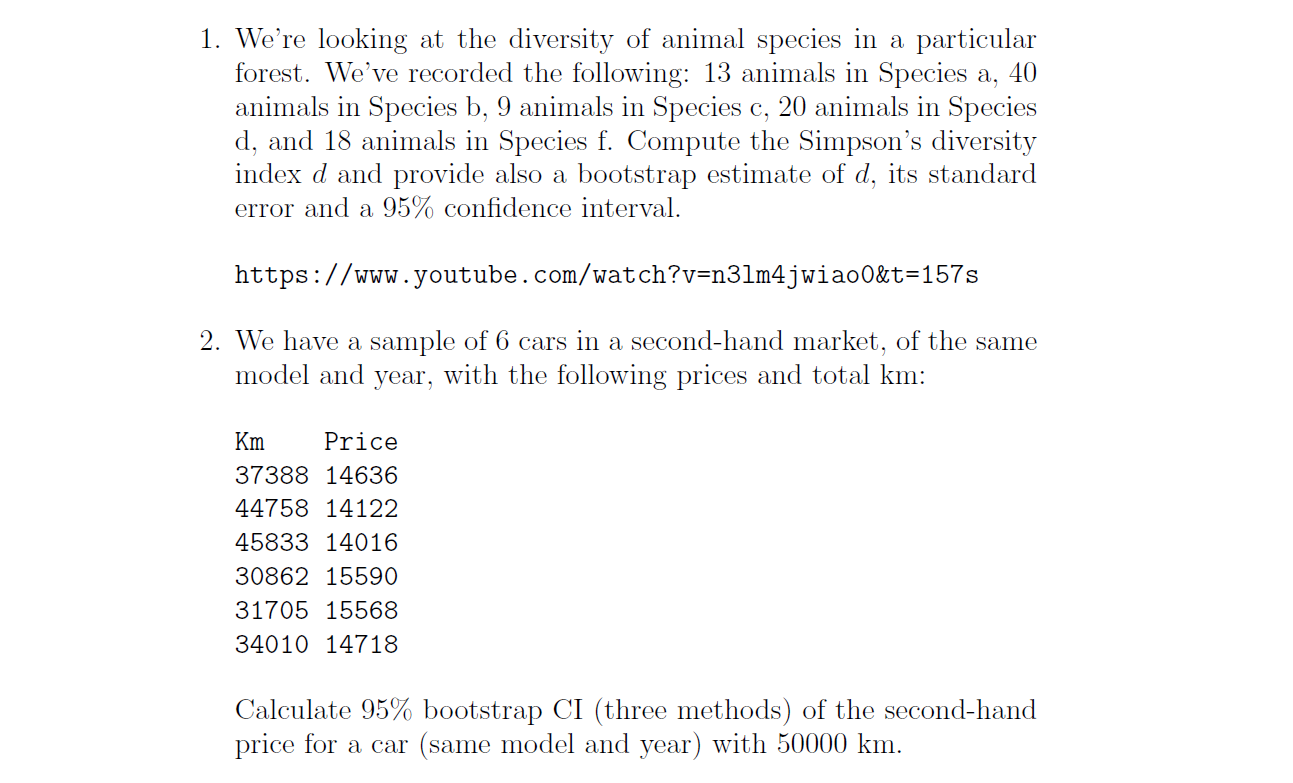 1. We're looking at the diversity of animal species in a particular
forest. We've recorded the following: 13 animals in Species a, 40
animals in Species b, 9 animals in Species c, 20 animals in Species
d, and 18 animals in Species f. Compute the Simpson's diversity
index d and provide also a bootstrap estimate of d, its standard
error and a 95% confidence interval.
https://www.youtube.com/watch?v=n3lm4jwiao0&t=157s
2. We have a sample of 6 cars in a second-hand market, of the same
model and year, with the following prices and total km:
Km Price
37388 14636
44758 14122
45833 14016
30862 15590
31705 15568
34010 14718
Calculate 95% bootstrap CI (three methods) of the second-hand
price for a car (same model and year) with 50000 km.